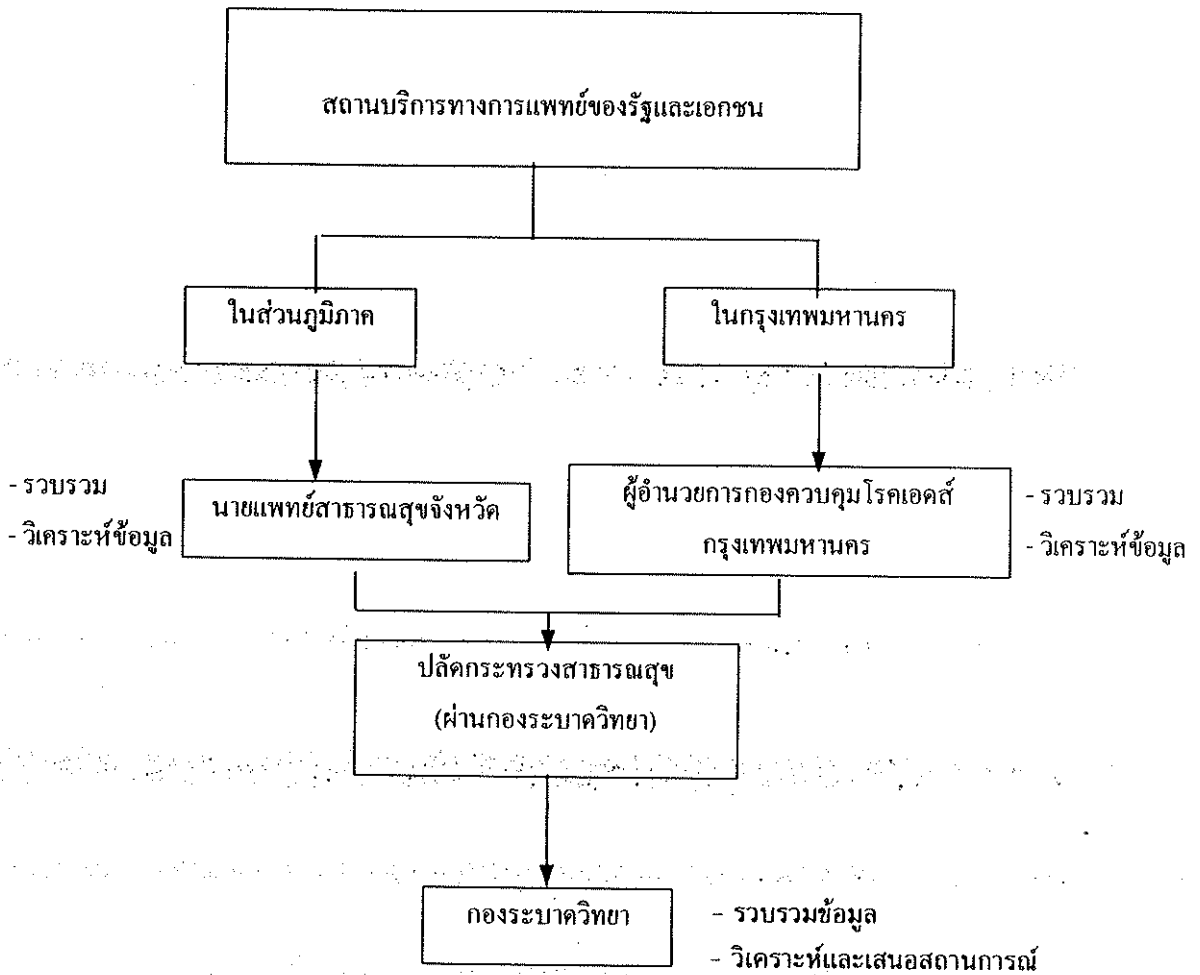 สถานบริการทางการแพทย์ของรัฐและเอกชน
ในส่วนภูมิภาค
ในกรุงเทพมหานคร
- รวบรวม
- วิเคราะห์ข้อมูล
นายแพทย์สาธารณสุขจังหวัด
ผู้อำนวยการกองควบคุมโรคเอดส์
กรุงเทพมหานคร
- รวบรวม
- วิเคราะห์ข้อมูล
ปลัดกระทรวงสาธารณสุข
(ผ่านกองระบาดวิทยา)
กองระบาดวิทยา
- รวบรวมข้อมูล
- วิเคราะห์และเสนอสถานการณ์